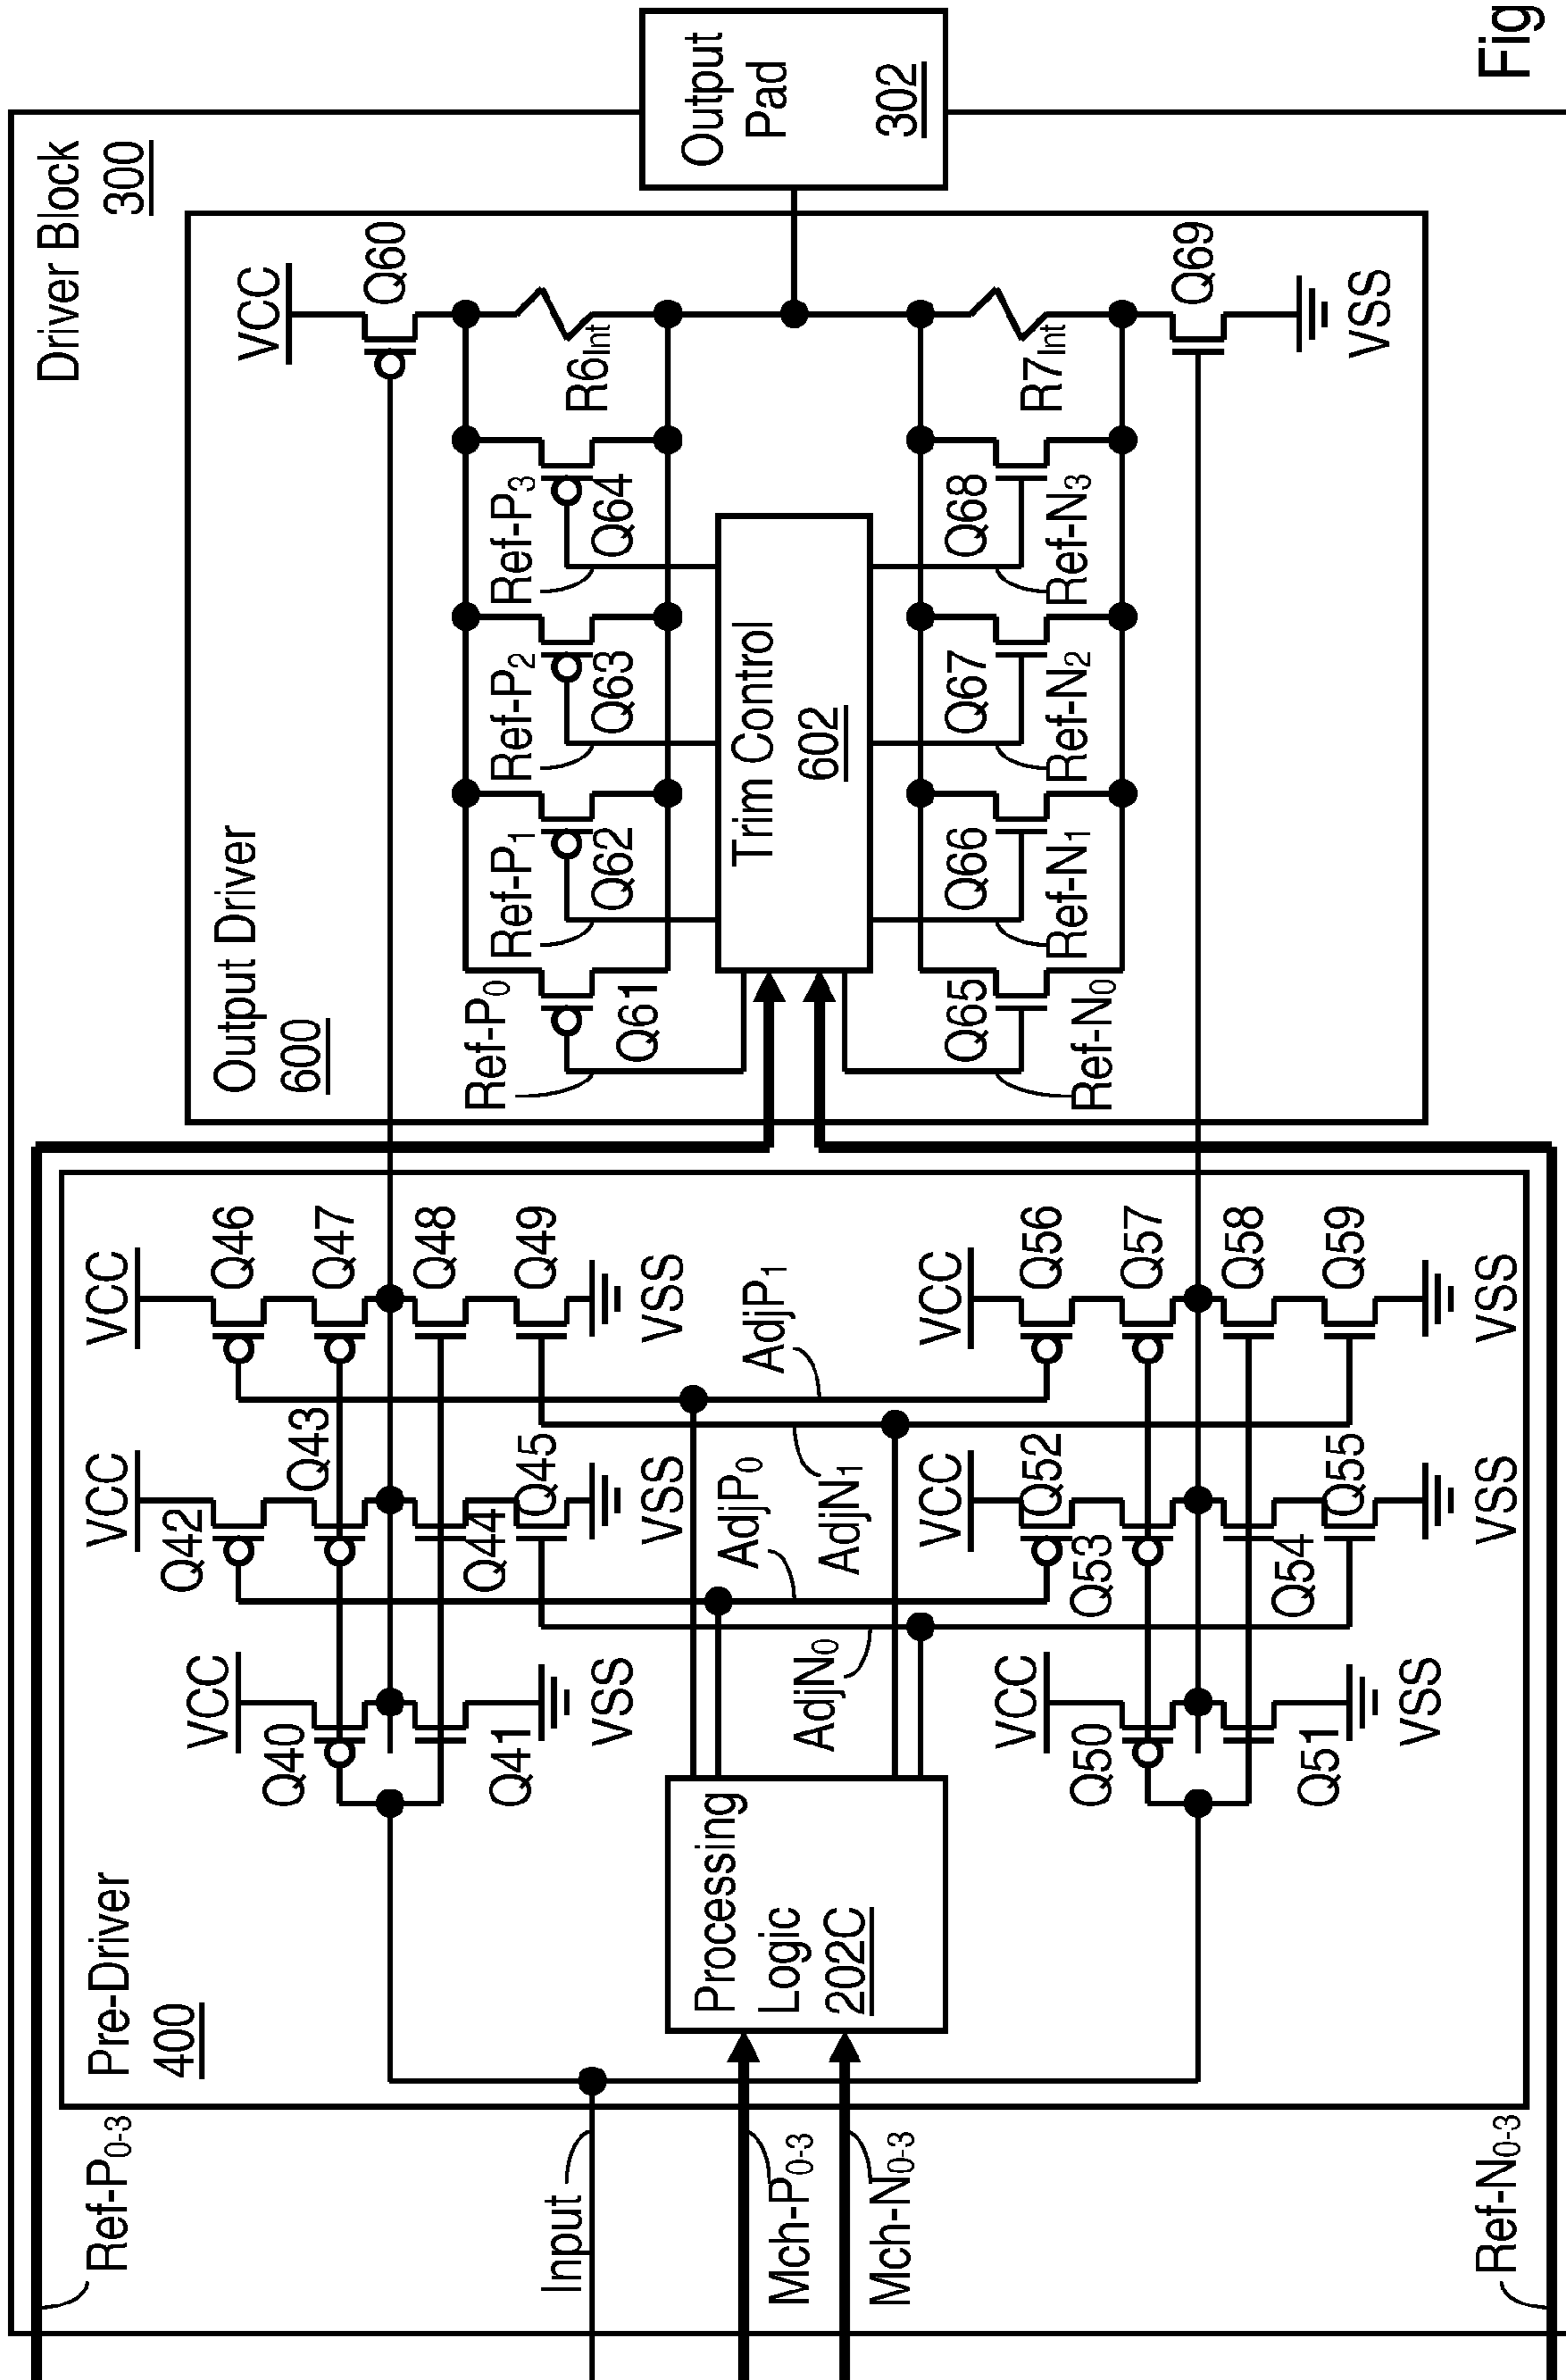 Driver Block
300
Ref-P0-3
Pre-Driver
400
VCC
Q40
Q41
VSS
VCC
Q42
Q43
Q44
Q45
VSS
VCC
Q46
Q47
Q48
Q49
VSS
Input
Mch-P0-3
Mch-N0-3
Processing
Logic
202C
AdjP1
AdjP0
AdjN1
AdjN0
VCC
Q50
Q51
VSS
VCC
Q52
Q53
Q54
Q55
VSS
VCC
Q56
Q57
Q58
Q59
VSS
Ref-N0-3
Output Driver
600
VCC
Q60
Ref-P0
Q61
Ref-P1
Q62
Ref-P2
Q63
Ref-P3
Q64
R6Int
Trim Control
602
Q65
Ref-N0
Q66
Ref-N1
Q67
Ref-N2
Q68
Ref-N3
R7Int
Q69
VSS
Output
Pad
302
Fig